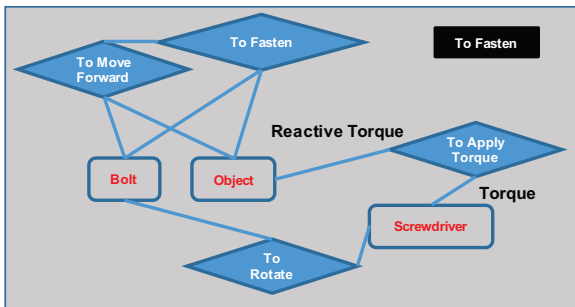 To Fasten
To Fasten
To Move
Forward
Reactive Torque
To Apply
Torque
Bolt
Object
Torque
Screwdriver
To
Rotate